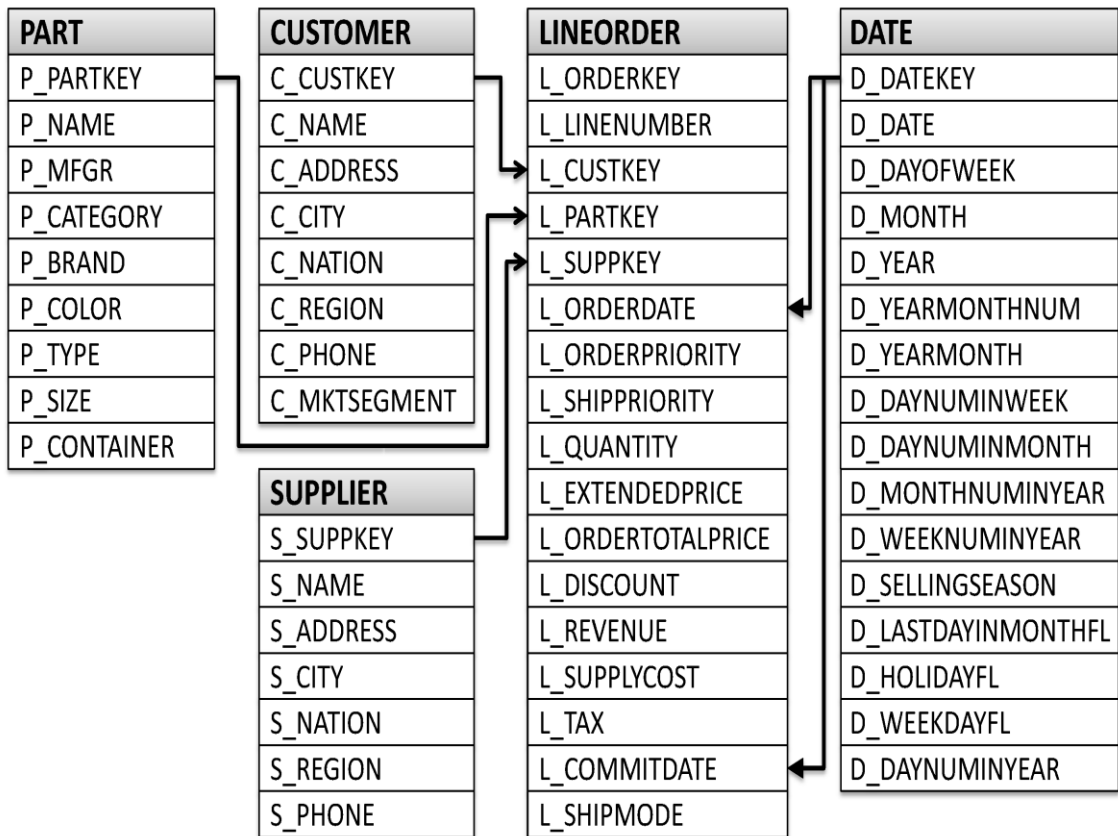 PART
P_PARTKEY
P_NAME
P_MFGR
P_CATEGORY
P_BRAND
P_COLOR
P_TYPE
P_SIZE
P_CONTAINER
CUSTOMER
C_CUSTKEY
C_NAME
C_ADDRESS
C_CITY
C_NATION
C_REGION
C_PHONE
C_MKTSEGMENT
SUPPLIER
S_SUPPKEY
S_NAME
S_ADDRESS
S_CITY
S_NATION
S_REGION
S_PHONE
LINEORDER
L_ORDERKEY
L_LINENUMBER
L_CUSTKEY
L_PARTKEY
L_SUPPKEY
L_ORDERDATE
L_ORDERPRIORITY
L_SHIPPRIORITY
L_QUANTITY
L_EXTENDEDPRICE
L_ORDERTOTALPRICE
L_DISCOUNT
L_REVENUE
L_SUPPLYCOST
L_TAX
L_COMMITDATE
L_SHIPMODE
DATE
D_DATEKEY
D_DATE
D_DAYOFWEEK
D_MONTH
D_YEAR
D_YEARMONTHNUM
D_YEARMONTH
D_DAYNUMINWEEK
D_DAYNUMINMONTH
D_MONTHNUMINYEAR
D_WEEKNUMINYEAR
D_SELLINGSEASON
D_LASTDAYINMONTHFL
D_HOLIDAYFL
D_WEEKDAYFL
D_DAYNUMINYEAR